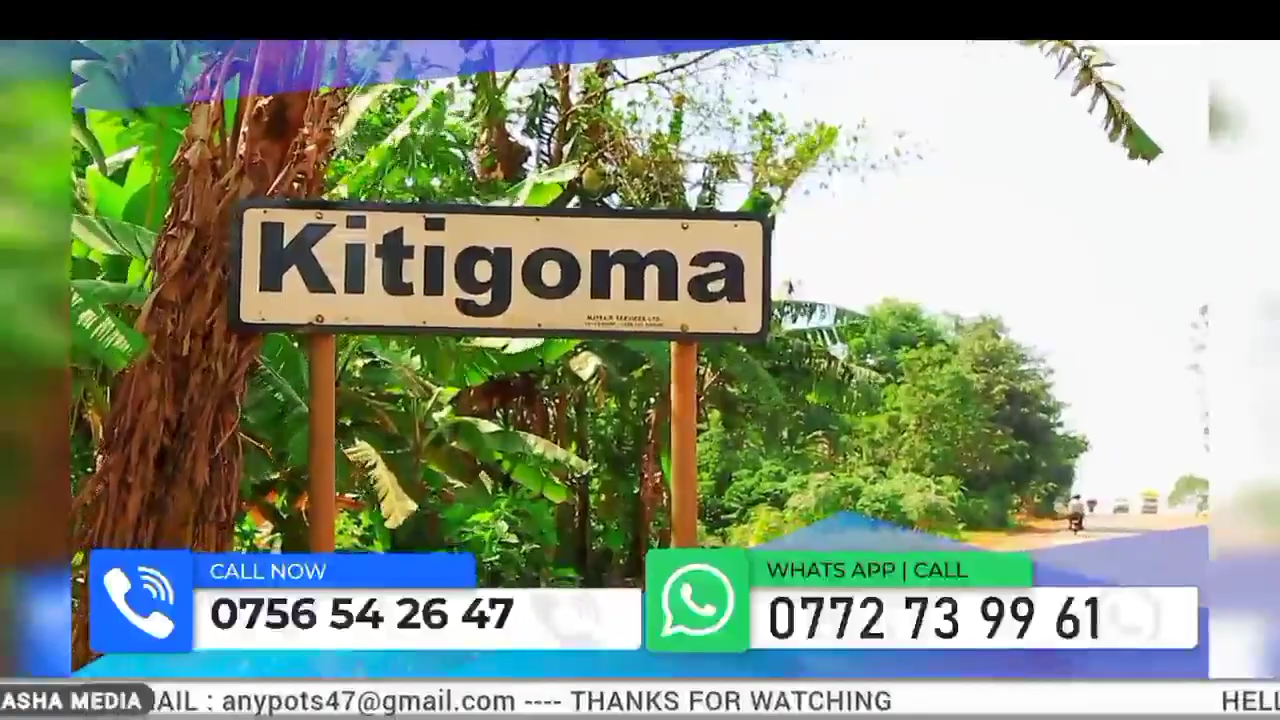 Kitigoma
CALL NOW
0756 54 26 47
WHATS APP | CALL
0772 73 99 61
ASHA MEDIA
AIL : anypots47@gmail.com ---- THANKS FOR WATCHING
HELL